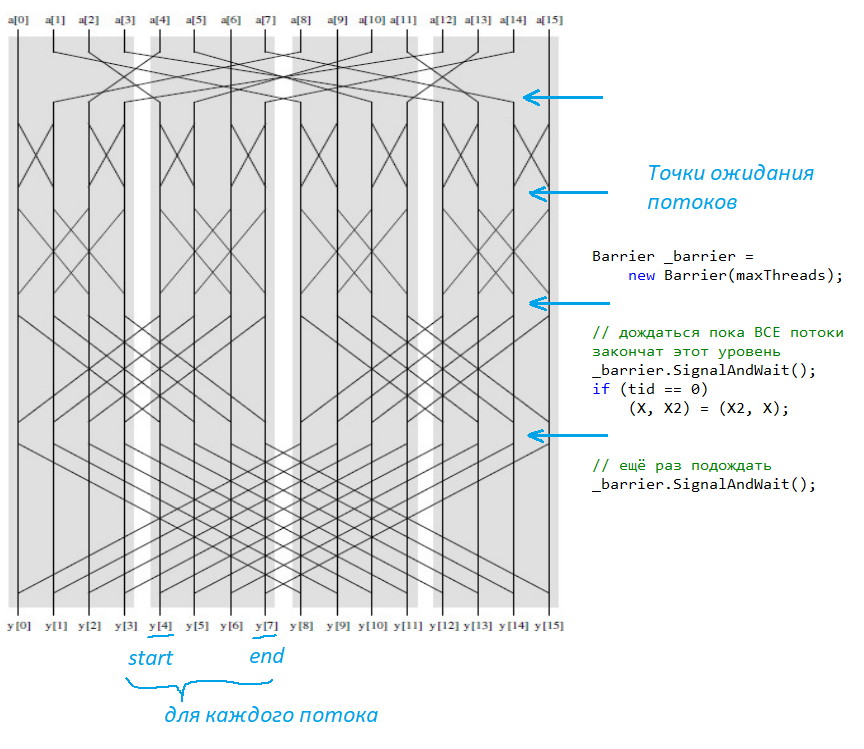 a[0] a[1] a[2] a[3] a[4] a[5] a[6] a[7] a[8] a[9] a[10] a[11] a[12] a[13] a[14] a[15]
Точки ожидания
потоков
Barrier _barrier =
new Barrier(maxThreads);
// дождаться пока ВСЕ потоки
закончат этот уровень
_barrier.SignalAndWait();
if (tid == 0)
(X, X2) = (X2, X);
// ещё раз подождать
_barrier.SignalAndWait();
y[0] y[1] y[2] y[3] y[4] y[5] y[6] y[7] y[8] y[9] y[10] y[11] y[12] y[13] y[14] y[15]
start end
для каждого потока